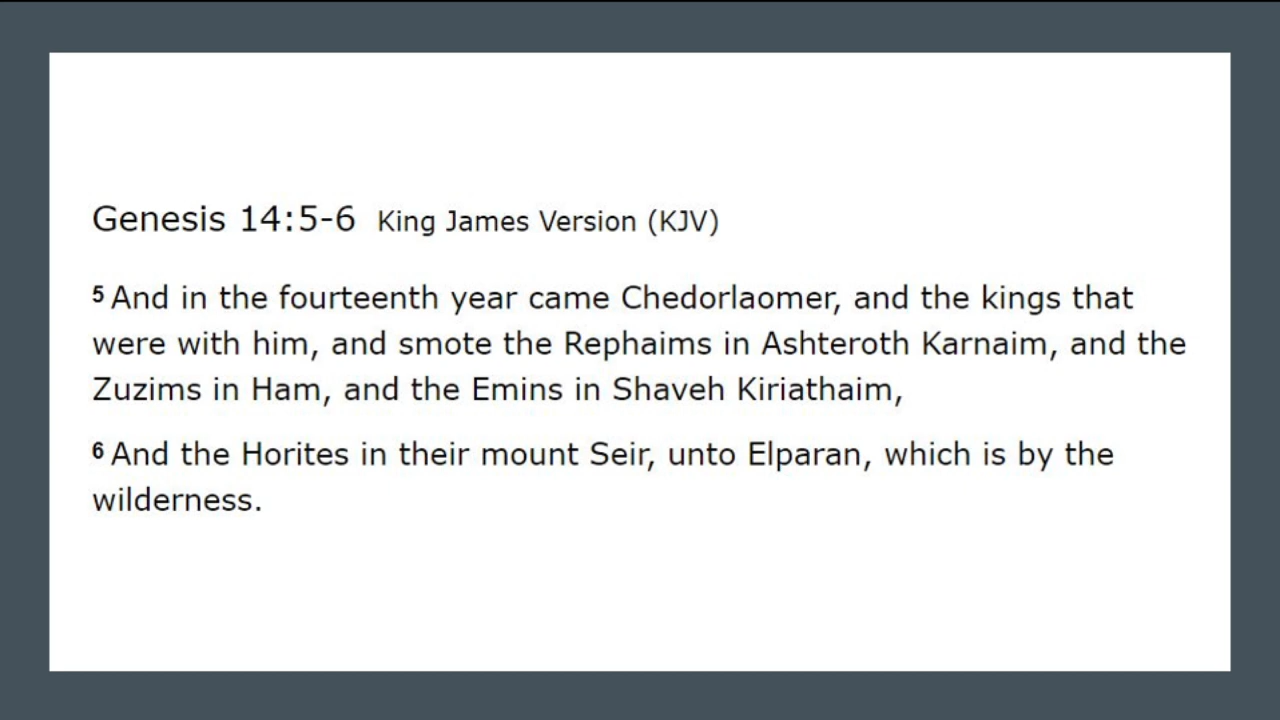 Genesis 14:5-6 King James Version (KJV)
5 And in the fourteenth year came Chedorlaomer, and the kings that
were with him, and smote the Rephaims in Ashteroth Karnaim, and the
Zuzims in Ham, and the Emins in Shaveh Kiriathaim,
6 And the Horites in their mount Seir, unto Elparan, which is by the
wilderness.